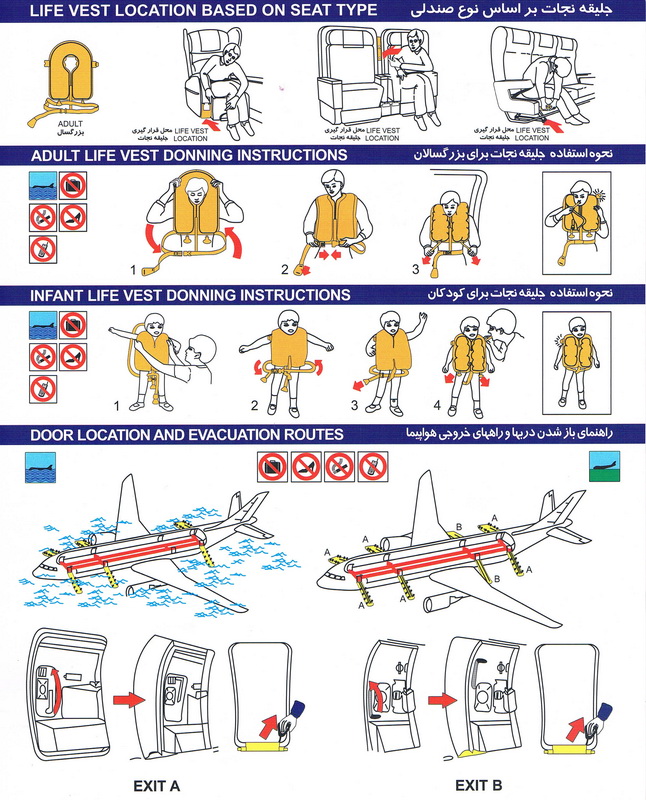 LIFE VEST LOCATION BASED ON SEAT TYPE
جلیقه نجات بر اساس نوع صندلی
ADULT
بزرگسال
محل قرار گیری LIFE VEST
جلیقه نجات LOCATION
محل قرار گیری LIFE VEST
جلیقه نجات LOCATION
محل قرار گیری LIFE VEST
جلیقه نجات LOCATION
ADULT LIFE VEST DONNING INSTRUCTIONS
نحوه استفاده جلیقه نجات برای بزرگسالان
1
2
3
INFANT LIFE VEST DONNING INSTRUCTIONS
نحوه استفاده جلیقه نجات برای کودکان
1
2
3
4
DOOR LOCATION AND EVACUATION ROUTES
راهنمای باز شدن دربها و راههای خروجی هواپیما
A
A
B
A
A
A
B
A
EXIT A
EXIT B